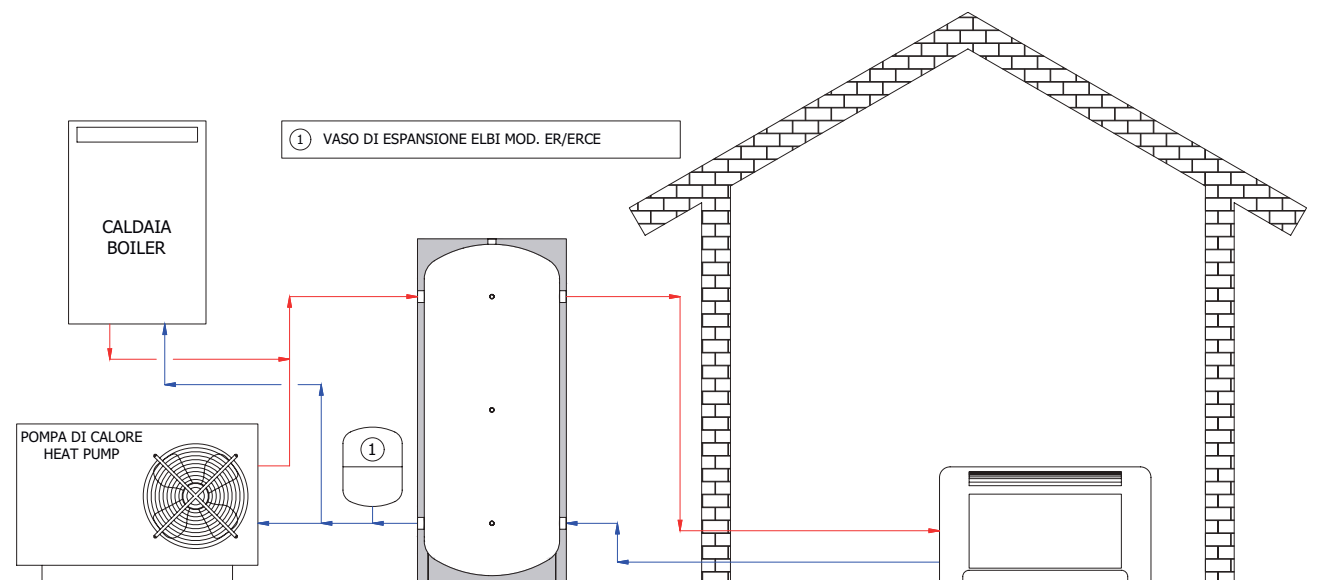 1 VASO DI ESPANSIONE ELBI MOD. ER/ERCE
CALDAIA
BOILER
POMPA DI CALORE
HEAT PUMP
1